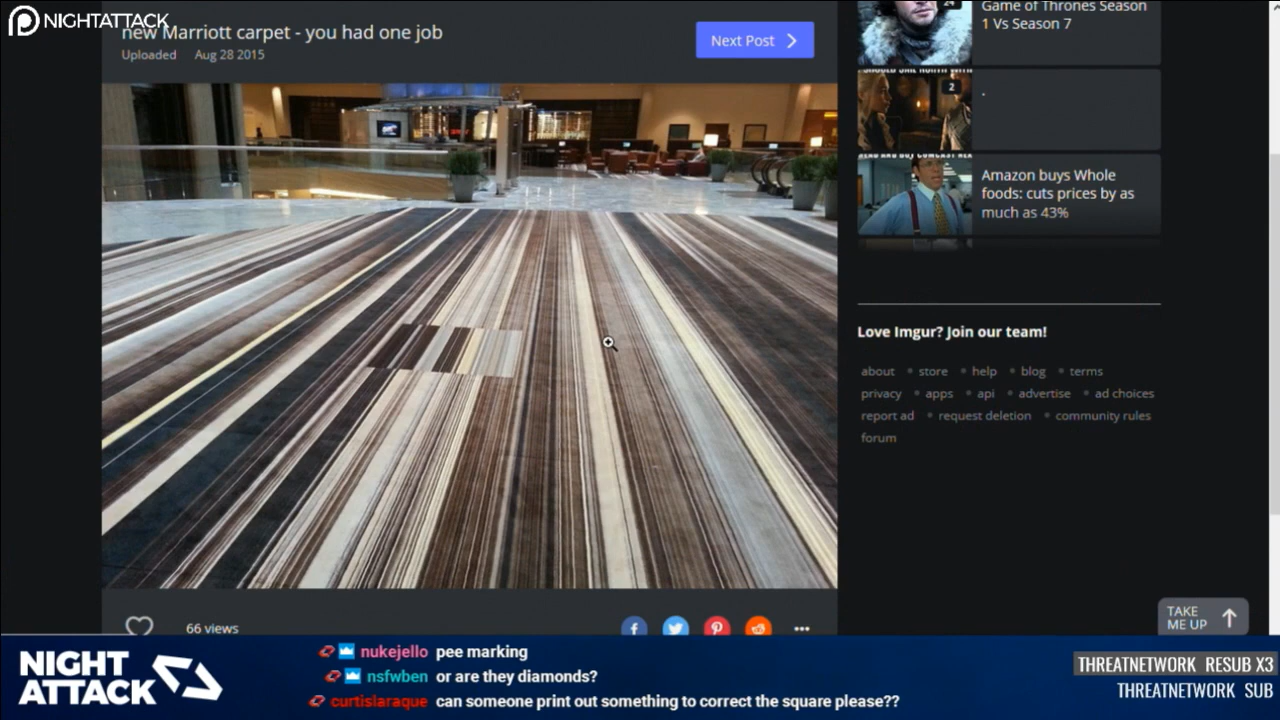 NIGHTATTACK
new Marriott carpet - you had one job
Uploaded Aug 28 2015
Next Post
Game of Thrones Season
1 Vs Season 7
2
.
Amazon buys Whole
foods: cuts prices by as
much as 43%
Love Imgur? Join our team!
about • store • help • blog • terms
privacy • apps • api • advertise • ad choices
report ad • request deletion • community rules
forum
TAKE
ME UP
66 views
NIGHT
ATTACK
nukejello pee marking
nsfwben or are they diamonds?
curtislaraque can someone print out something to correct the square please??
THREATNETWORK RESUB X3
THREATNETWORK SUB